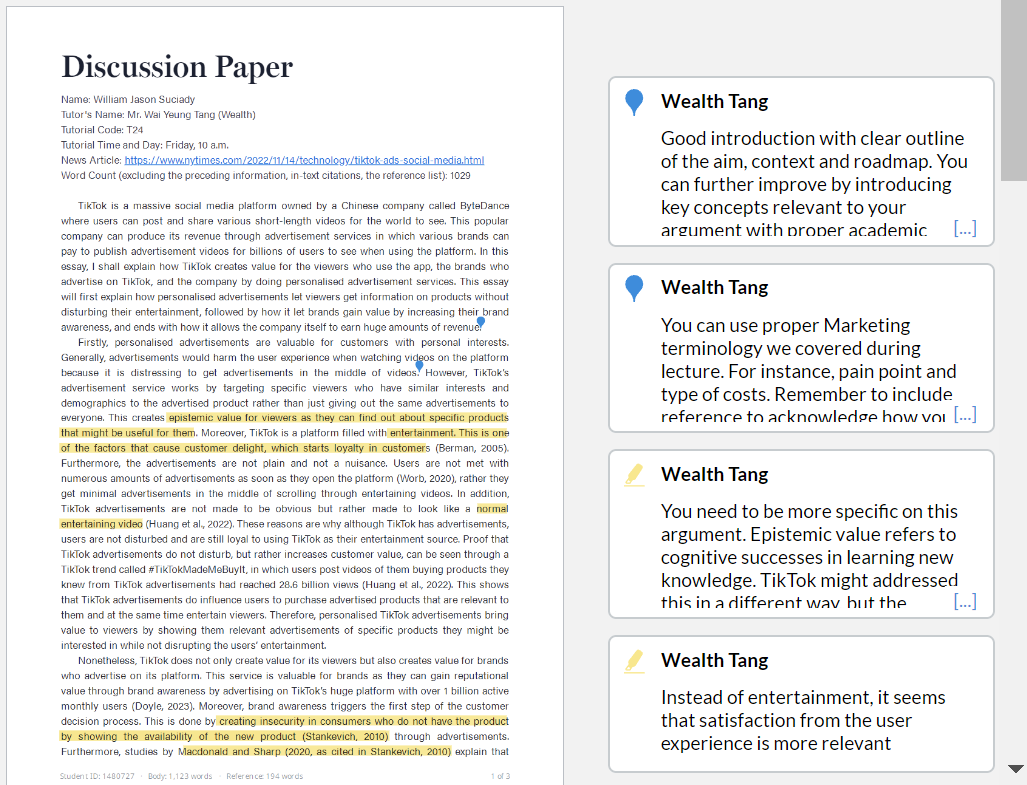 Discussion Paper
Name: William Jason Suciady
Tutor's Name: Mr. Wai Yeung Tang (Wealth)
Tutorial Code: T24
Tutorial Time and Day: Friday, 10 a.m.
News Article: https://www.nytimes.com/2022/11/14/technology/tiktok-ads-social-media.html
Word Count (excluding the preceding information, in-text citations, the reference list): 1029
TikTok is a massive social media platform owned by a Chinese company called ByteDance
where users can post and share various short-length videos for the world to see. This popular
company can produce its revenue through advertisement services in which various brands can
pay to publish advertisement videos for billions of users to see when using the platform. In this
essay, I shall explain how TikTok creates value for the viewers who use the app, the brands who
advertise on TikTok, and the company by doing personalised advertisement services. This essay
will first explain how personalised advertisements let viewers get information on products without
disturbing their entertainment, followed by how it let brands gain value by increasing their brand
awareness, and ends with how it allows the company itself to earn huge amounts of revenue.
Firstly, personalised advertisements are valuable for customers with personal interests.
Generally, advertisements would harm the user experience when watching videos on the platform
because it is distressing to get advertisements in the middle of videos. However, TikTok's
advertisement service works by targeting specific viewers who have similar interests and
demographics to the advertised product rather than just giving out the same advertisements to
everyone. This creates epistemic value for viewers as they can find out about specific products
that might be useful for them. Moreover, TikTok is a platform filled with entertainment. This is one
of the factors that cause customer delight, which starts loyalty in customers (Berman, 2005).
Furthermore, the advertisements are not plain and not a nuisance. Users are not met with
numerous amounts of advertisements as soon as they open the platform (Worb, 2020), rather they
get minimal advertisements in the middle of scrolling through entertaining videos. In addition,
TikTok advertisements are not made to be obvious but rather made to look like a normal
entertaining video (Huang et al., 2022). These reasons are why although TikTok has advertisements,
users are not disturbed and are still loyal to using TikTok as their entertainment source. Proof that
TikTok advertisements do not disturb, but rather increases customer value, can be seen through a
TikTok trend called #TikTokMadeMeBuyIt, in which users post videos of them buying products they
knew from TikTok advertisements had reached 28.6 billion views (Huang et al., 2022). This shows
that TikTok advertisements do influence users to purchase advertised products that are relevant to
them and at the same time entertain viewers. Therefore, personalised TikTok advertisements bring
value to viewers by showing them relevant advertisements of specific products they might be
interested in while not disrupting the users' entertainment.
Nonetheless, TikTok does not only create value for its viewers but also creates value for brands
who advertise on its platform. This service is valuable for brands as they can gain reputational
value through brand awareness by advertising on TikTok's huge platform with over 1 billion active
monthly users (Doyle, 2023). Moreover, brand awareness triggers the first step of the customer
decision process. This is done by creating insecurity in consumers who do not have the product
by showing the availability of the new product (Stankevich, 2010) through advertisements.
Furthermore, studies by Macdonald and Sharp (2020, as cited in Stankevich, 2010) explain that
Student ID: 1480727 · Body: 1,123 words · Reference: 194 words 1 of 3
Wealth Tang
Good introduction with clear outline
of the aim, context and roadmap. You
can further improve by introducing
key concepts relevant to your
argument with proper academic [...]
Wealth Tang
You can use proper Marketing
terminology we covered during
lecture. For instance, pain point and
type of costs. Remember to include
reference to acknowledge how you [...]
Wealth Tang
You need to be more specific on this
argument. Epistemic value refers to
cognitive successes in learning new
knowledge. TikTok might addressed
this in a different way, but the [...]
Wealth Tang
Instead of entertainment, it seems
that satisfaction from the user
experience is more relevant